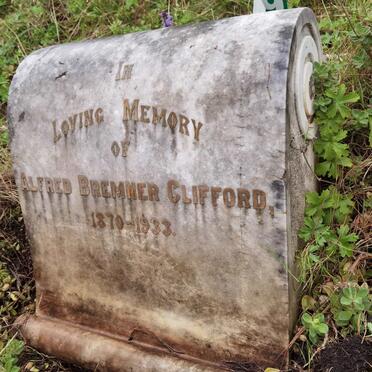 IN
LOVING MEMORY
OF
ALFRED BREMNER CLIFFORD,
1870-1933.